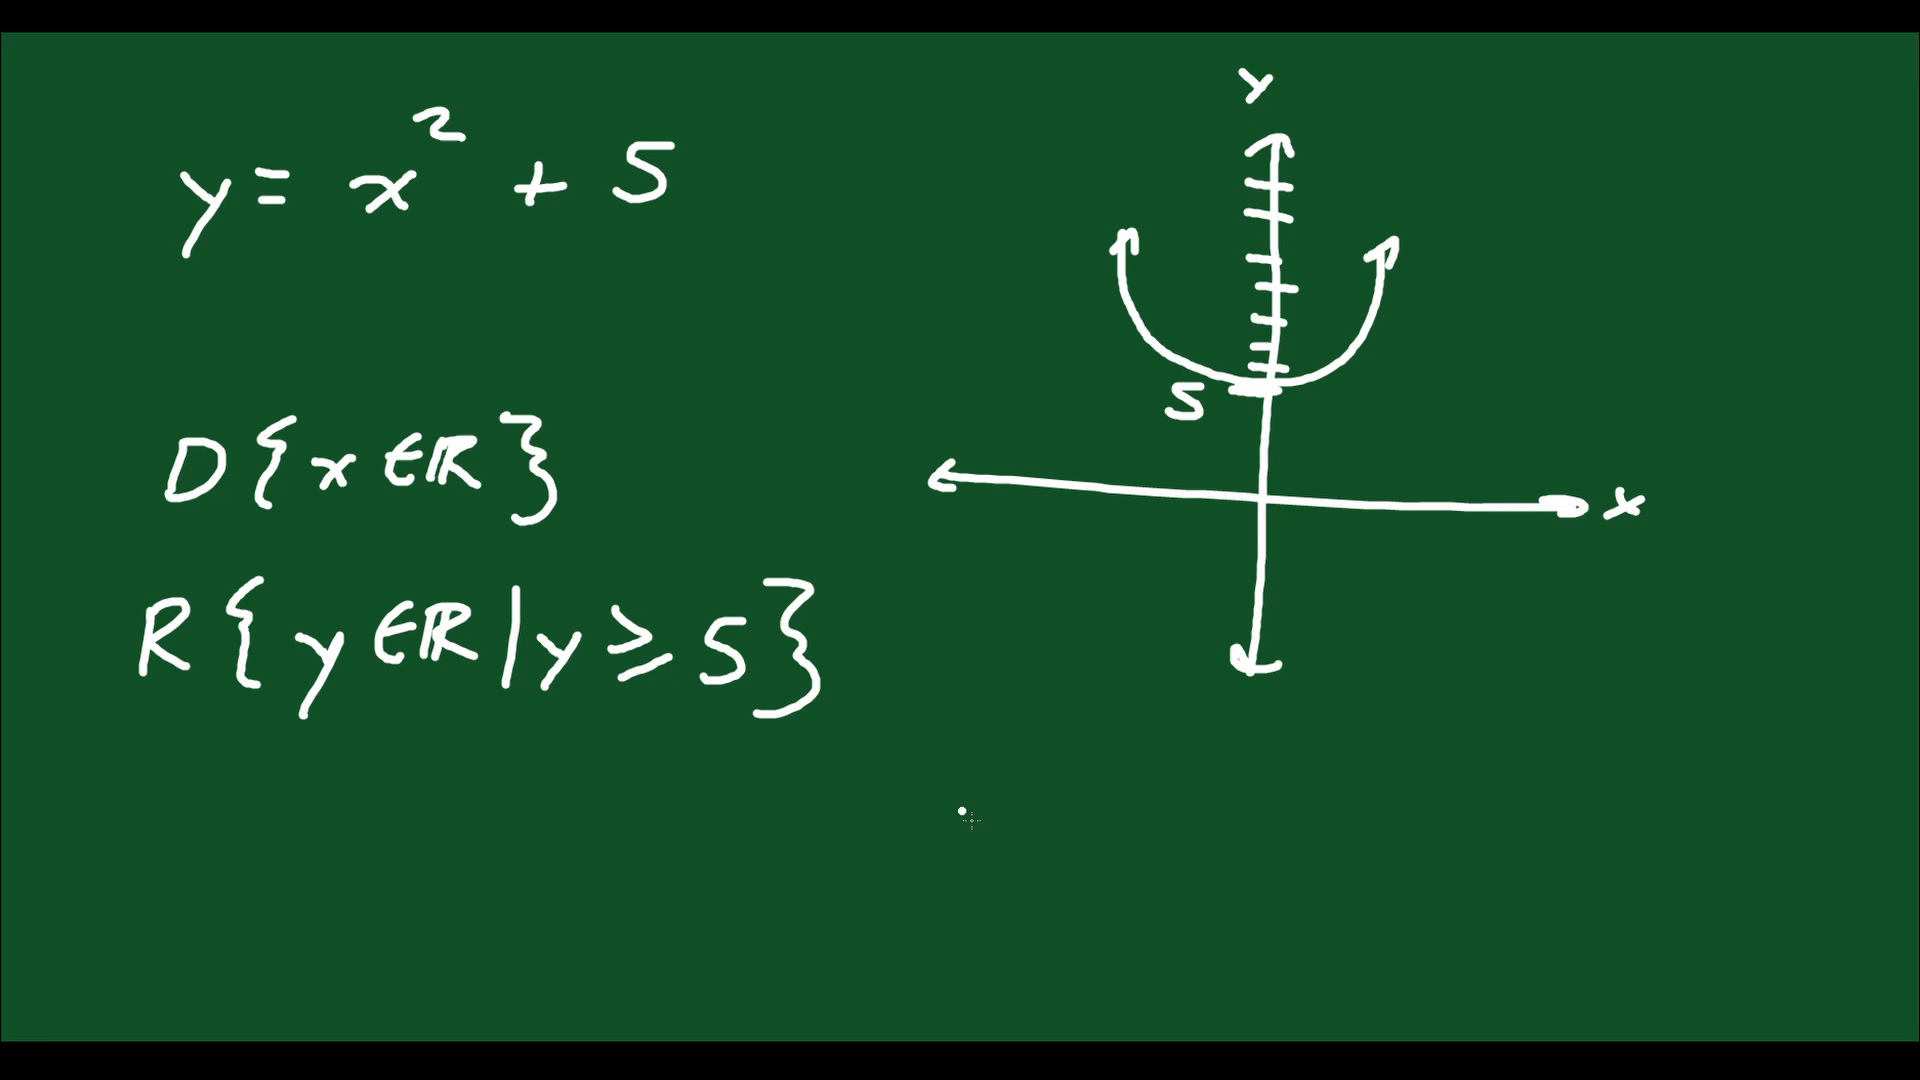 y = x² + 5
D{x∈ℝ}
R{y∈ℝ|y≥5}
y
5
x